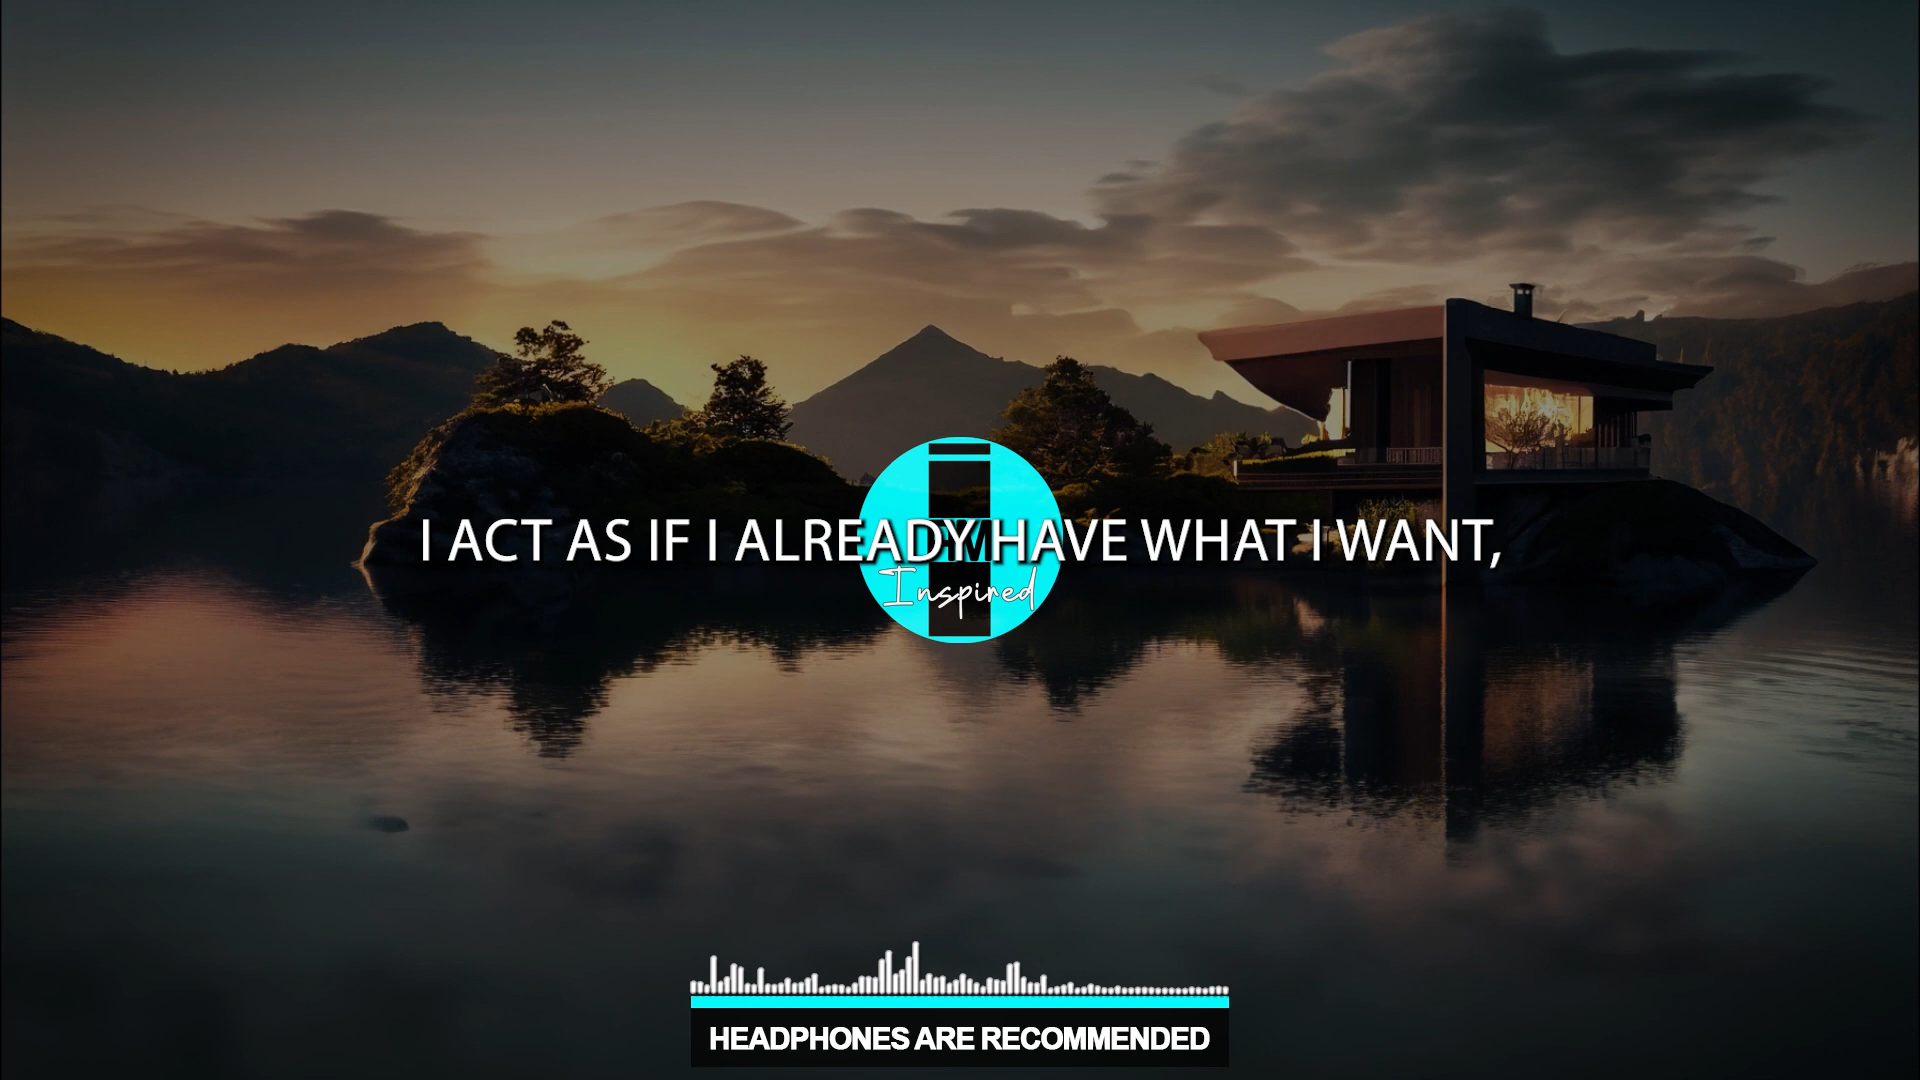 I ACT AS IF I ALREADY HAVE WHAT I WANT,
Inspired
HEADPHONES ARE RECOMMENDED